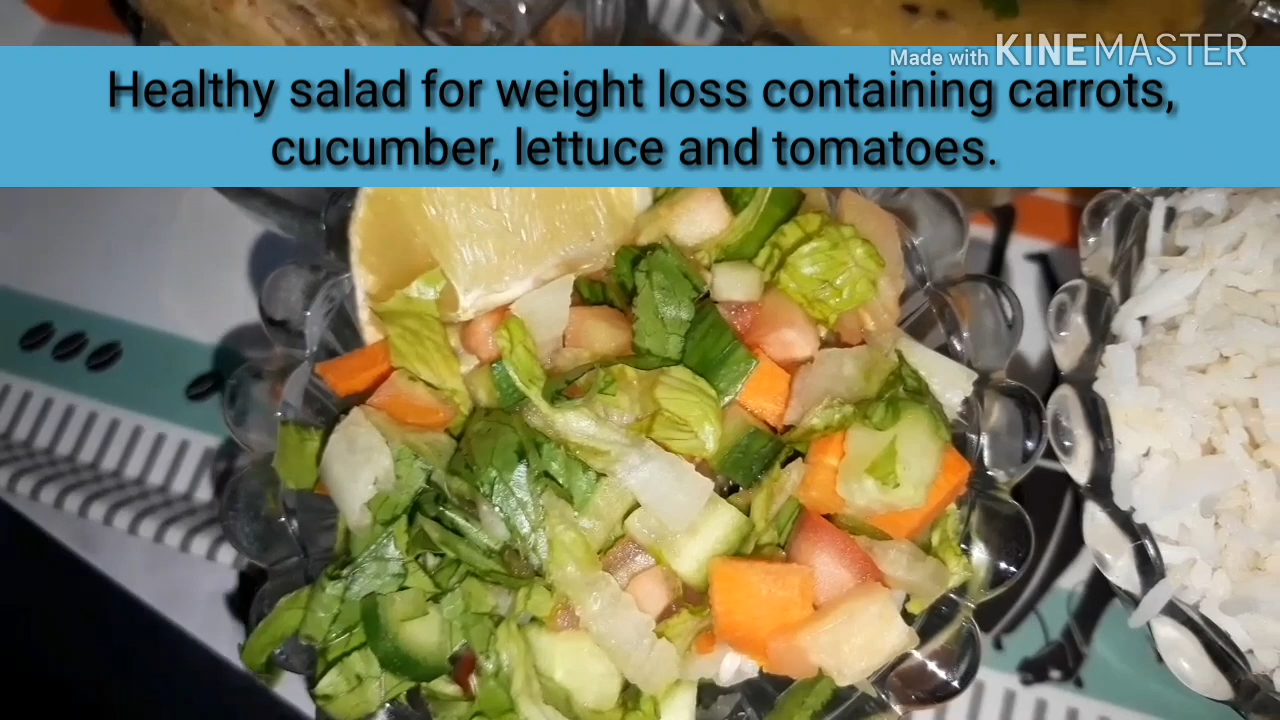 Made with KINEMASTER
Healthy salad for weight loss containing carrots,
cucumber, lettuce and tomatoes.